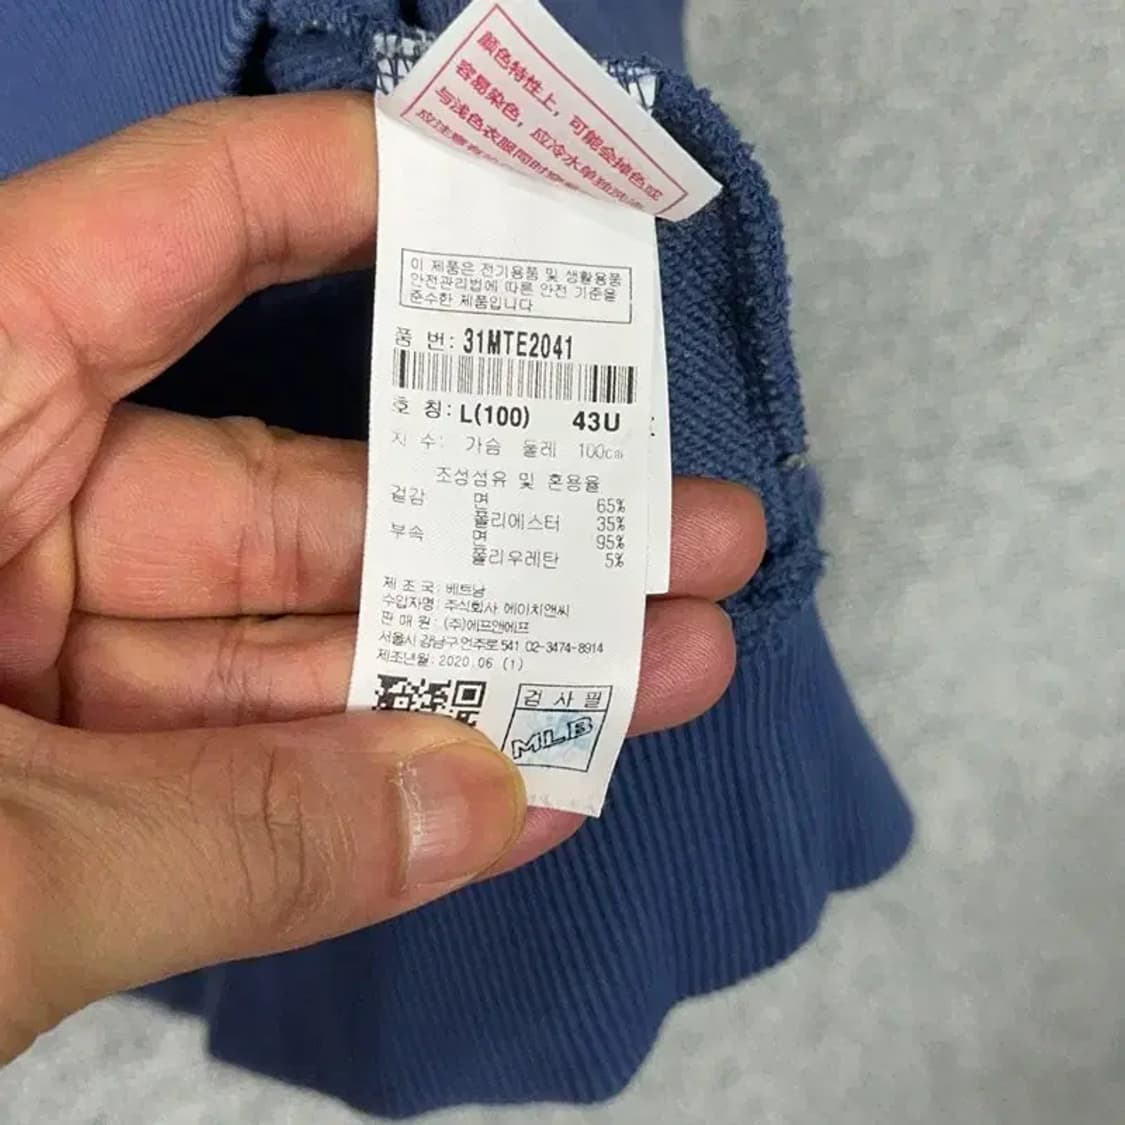 颜色特性上，可能会掉色或
容易染色，应冷水单独洗涤
与浅色衣服同时穿着
应注意
이 제품은 전기용품 및 생활용품
안전관리법에 따른 안전 기준을
준수한 제품입니다
품 번: 31MTE2041
호 칭: L(100) 43U
치 수: 가슴 둘레 100cm
조성섬유 및 혼용율
겉감 면 65%
폴리에스터 35%
부속 면 95%
폴리우레탄 5%
제 조 국: 베트남
수입자명: 주식회사 에이치앤씨
판 매 원: (주)에프앤에프
서울시 강남구 언주로 541 02-3474-8914
제조년월: 2020.06 (1)
검 사 필
MLB